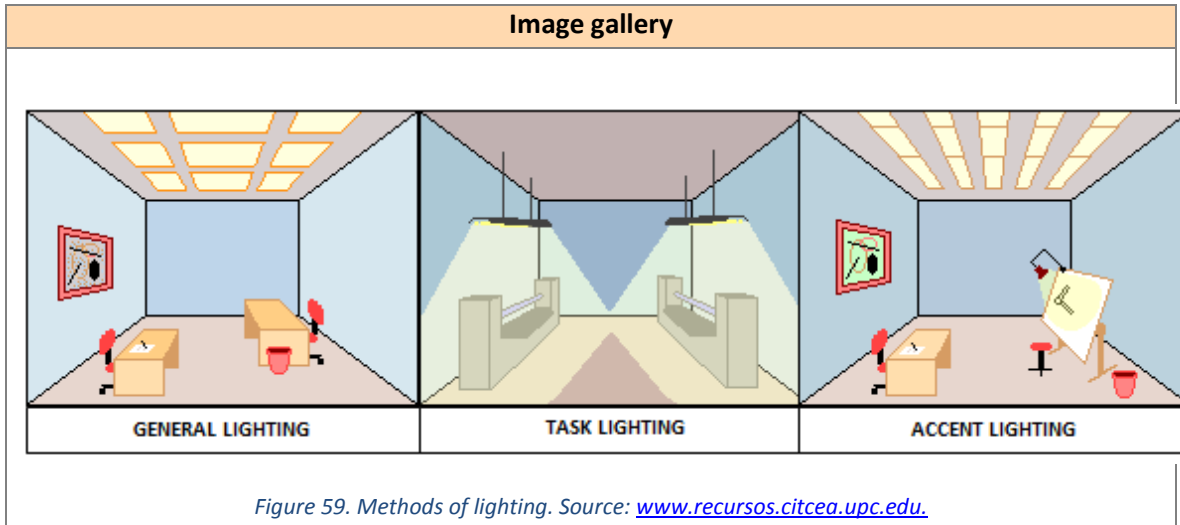 Image gallery
GENERAL LIGHTING
TASK LIGHTING
ACCENT LIGHTING
Figure 59. Methods of lighting. Source: www.recursos.citcea.upc.edu.